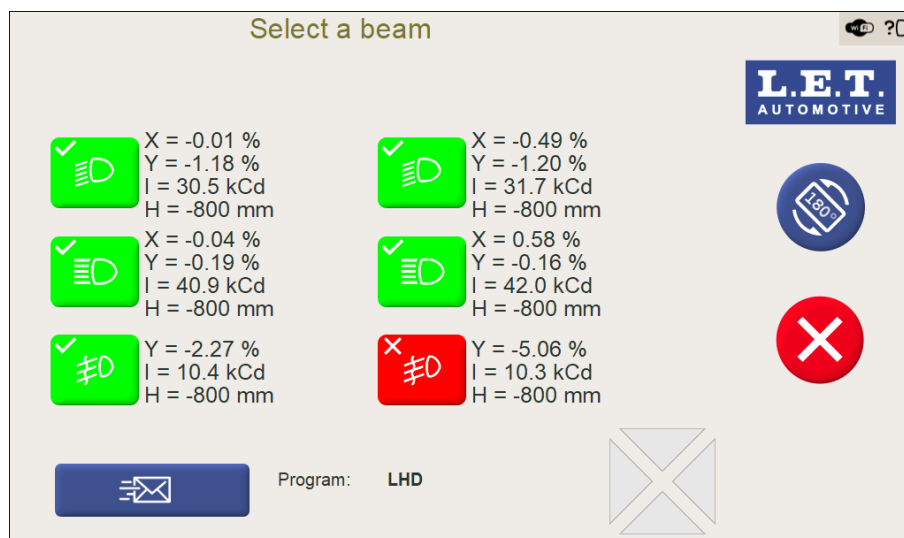 Select a beam
WiFi ?
L.E.T.
AUTOMOTIVE
X = -0.01 %
Y = -1.18 %
I = 30.5 kCd
H = -800 mm
X = -0.49 %
Y = -1.20 %
I = 31.7 kCd
H = -800 mm
180°
X = -0.04 %
Y = -0.19 %
I = 40.9 kCd
H = -800 mm
X = 0.58 %
Y = -0.16 %
I = 42.0 kCd
H = -800 mm
Y = -2.27 %
I = 10.4 kCd
H = -800 mm
Y = -5.06 %
I = 10.3 kCd
H = -800 mm
Program: LHD